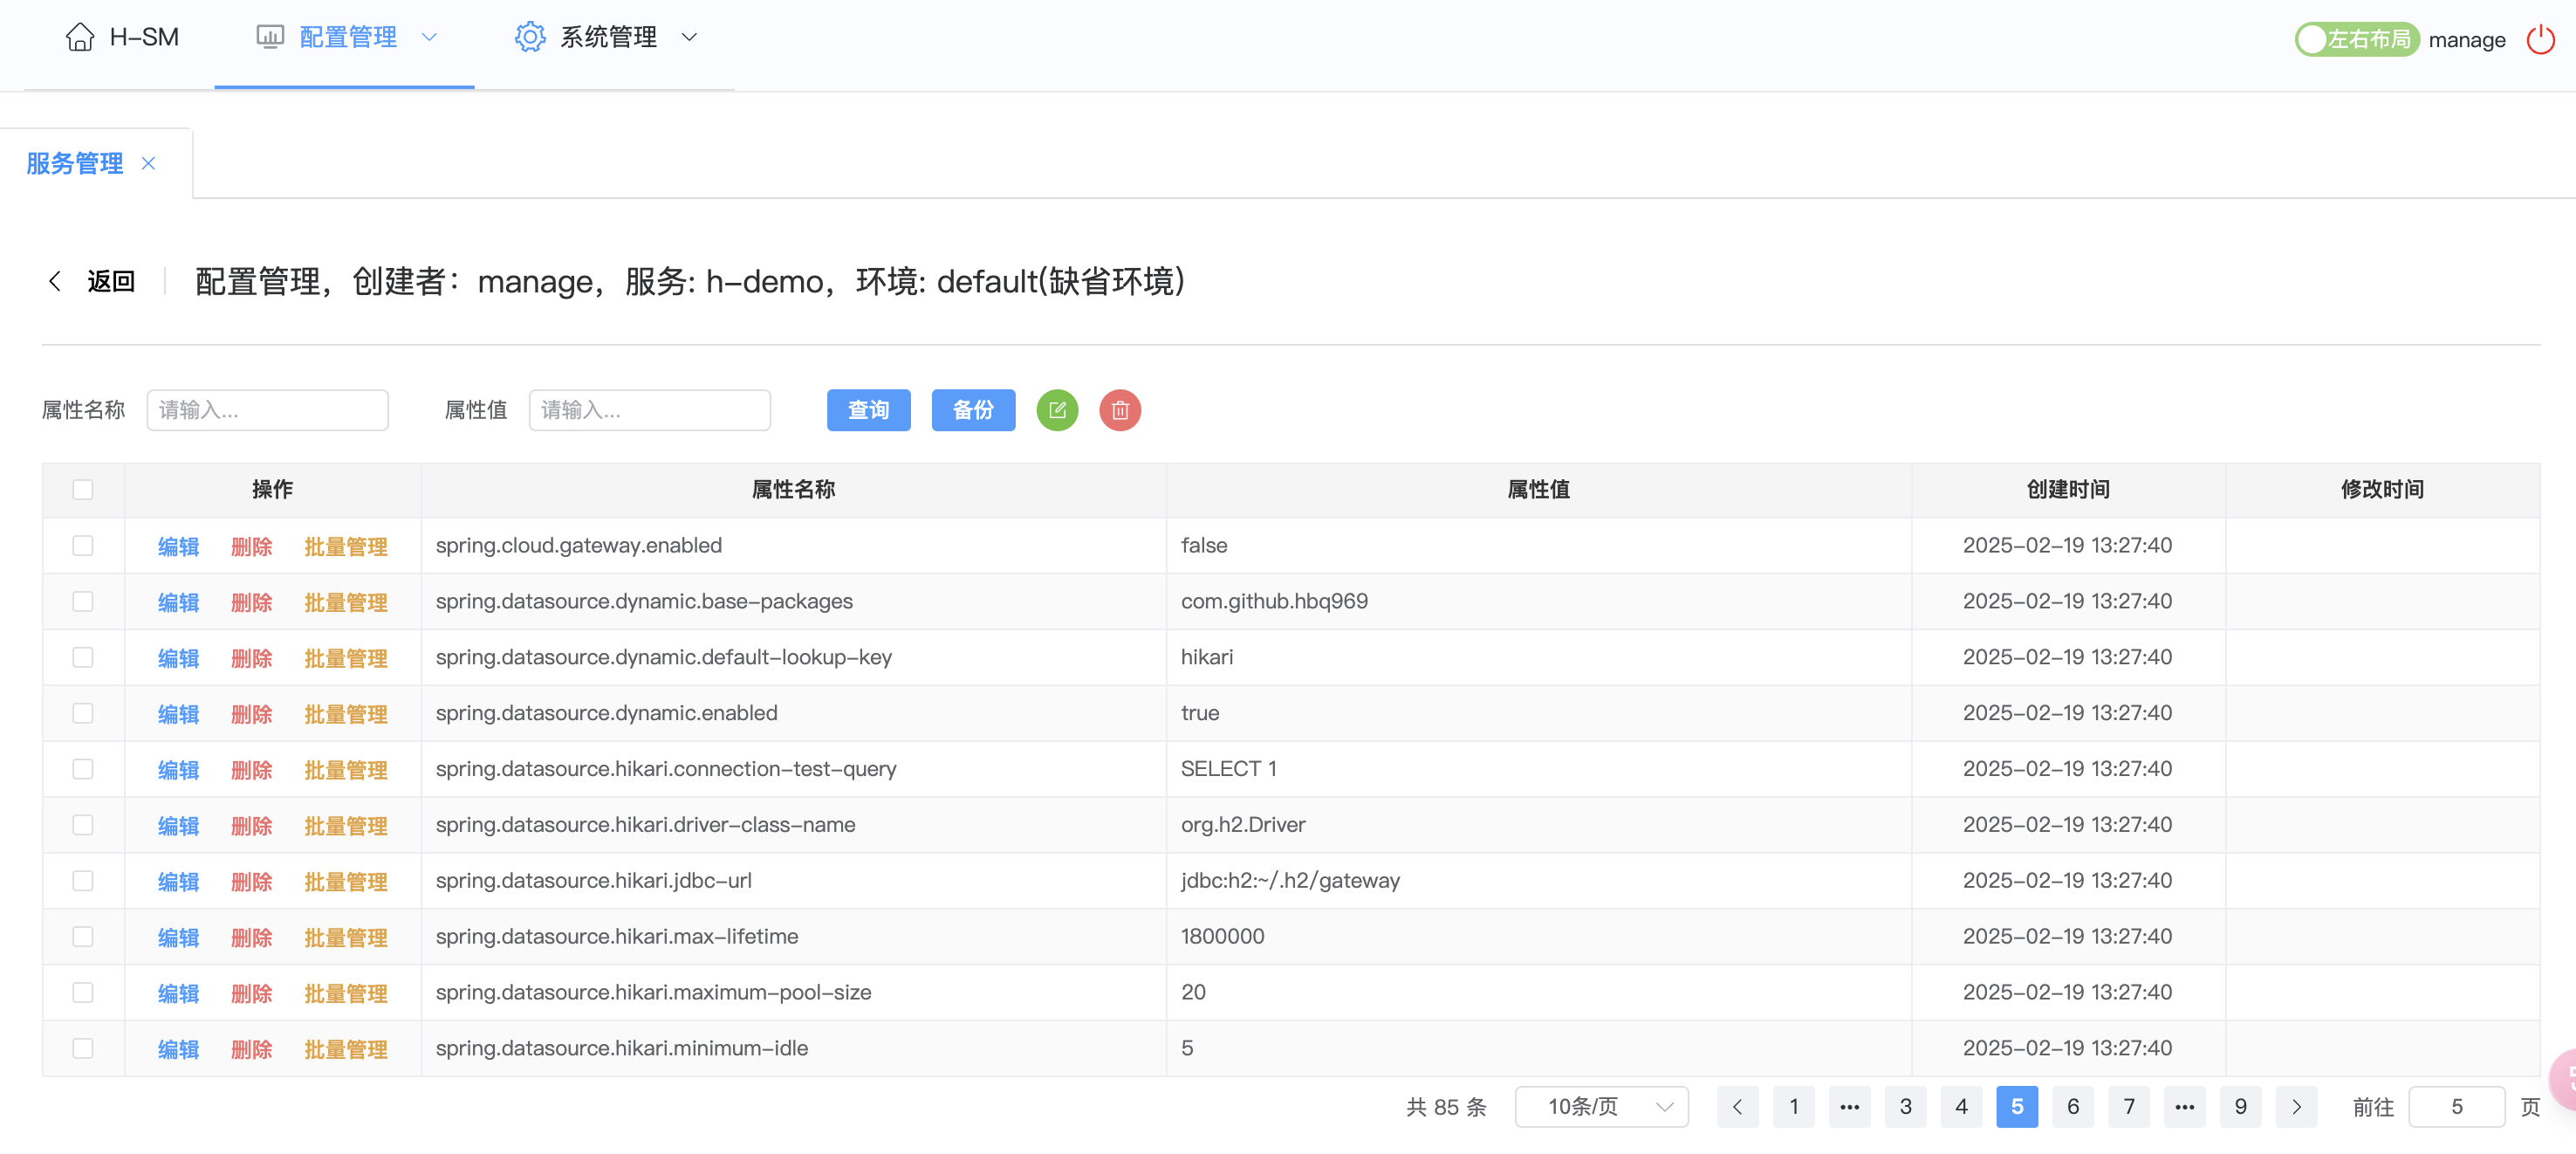 H-SM 配置管理 系统管理 左右布局 manage
服务管理
返回 配置管理，创建者：manage，服务: h-demo，环境: default(缺省环境)
属性名称 请输入... 属性值 请输入... 查询 备份
操作 属性名称 属性值 创建时间 修改时间
编辑 删除 批量管理 spring.cloud.gateway.enabled false 2025-02-19 13:27:40
编辑 删除 批量管理 spring.datasource.dynamic.base-packages com.github.hbq969 2025-02-19 13:27:40
编辑 删除 批量管理 spring.datasource.dynamic.default-lookup-key hikari 2025-02-19 13:27:40
编辑 删除 批量管理 spring.datasource.dynamic.enabled true 2025-02-19 13:27:40
编辑 删除 批量管理 spring.datasource.hikari.connection-test-query SELECT 1 2025-02-19 13:27:40
编辑 删除 批量管理 spring.datasource.hikari.driver-class-name org.h2.Driver 2025-02-19 13:27:40
编辑 删除 批量管理 spring.datasource.hikari.jdbc-url jdbc:h2:~/.h2/gateway 2025-02-19 13:27:40
编辑 删除 批量管理 spring.datasource.hikari.max-lifetime 1800000 2025-02-19 13:27:40
编辑 删除 批量管理 spring.datasource.hikari.maximum-pool-size 20 2025-02-19 13:27:40
编辑 删除 批量管理 spring.datasource.hikari.minimum-idle 5 2025-02-19 13:27:40
共 85 条 10条/页 1 ••• 3 4 5 6 7 ••• 9 前往 5 页